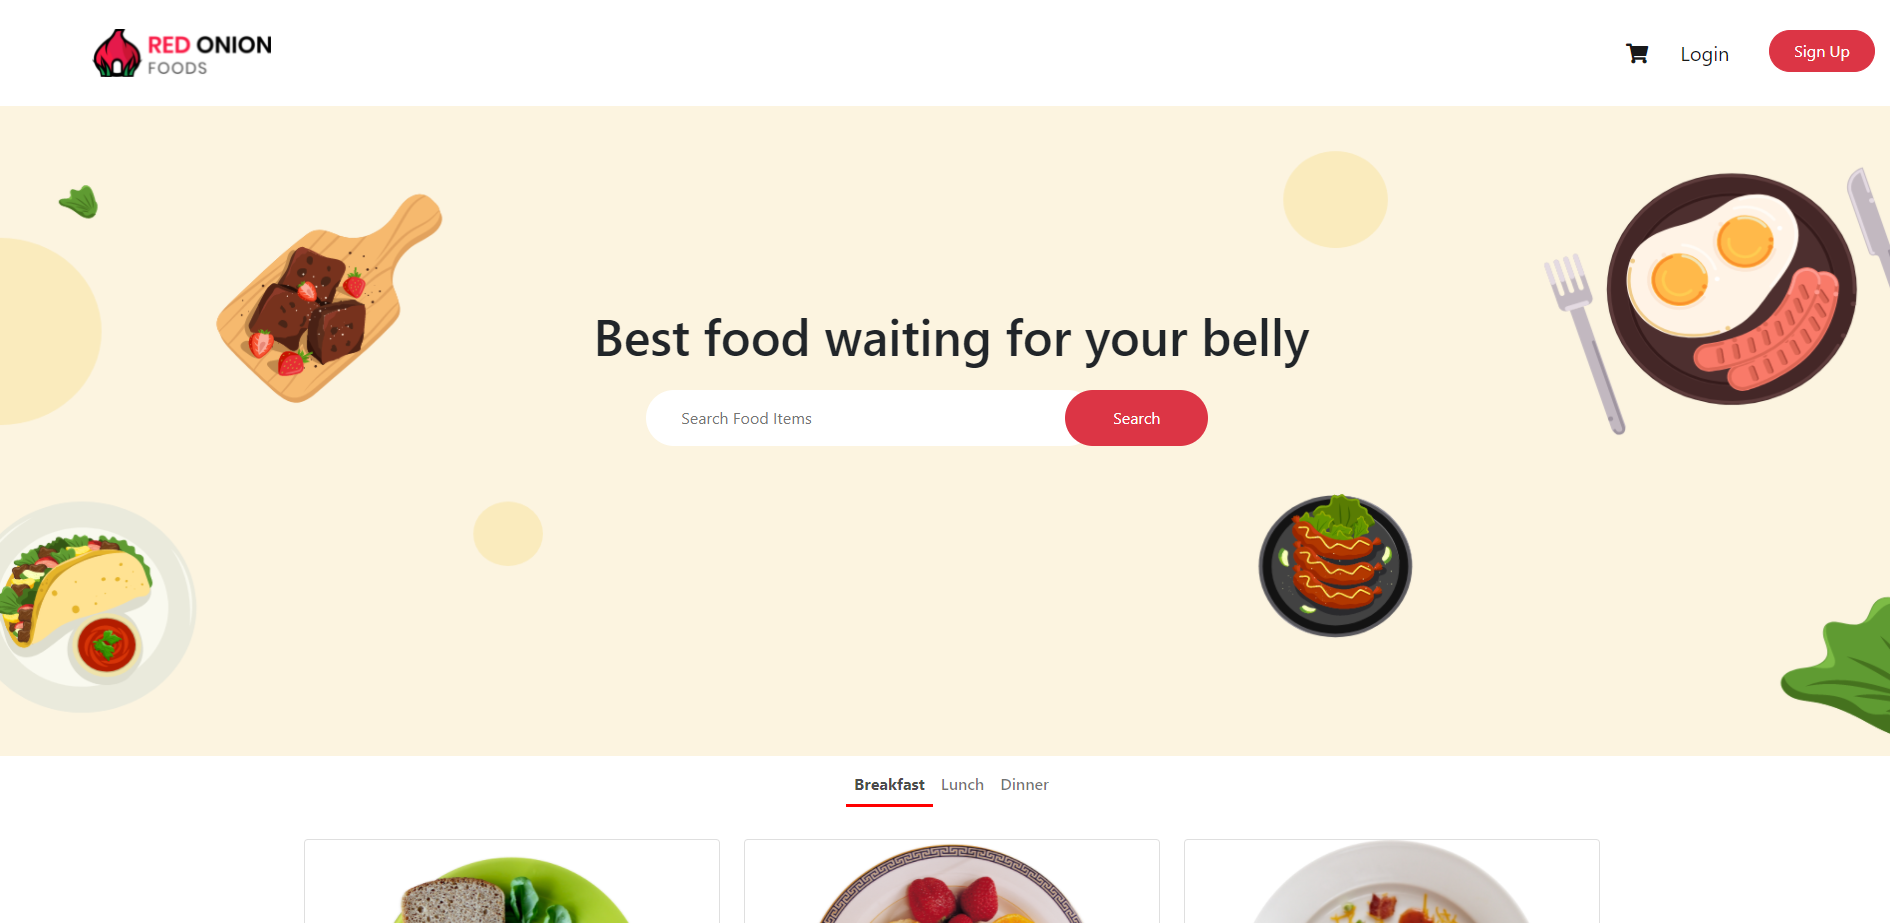 RED ONION
FOODS
Login
Sign Up
Best food waiting for your belly
Search Food Items
Search
Breakfast
Lunch
Dinner